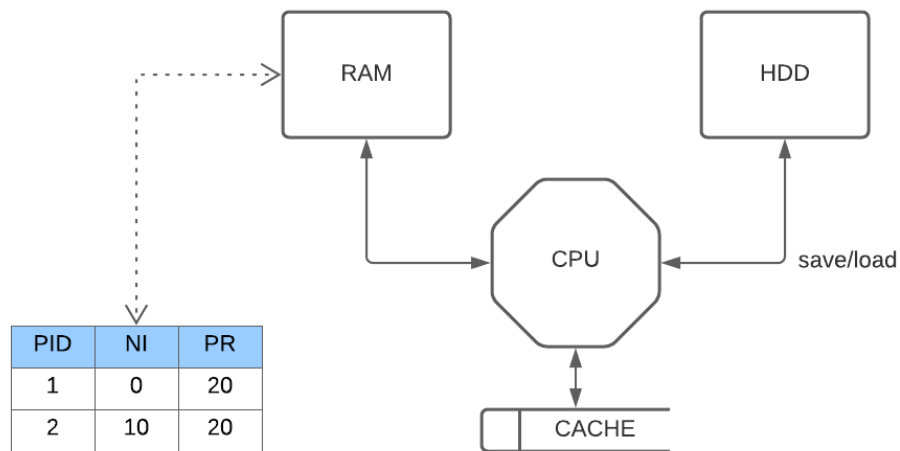 RAM
HDD
CPU
save/load
PID NI PR
1 0 20
2 10 20
CACHE